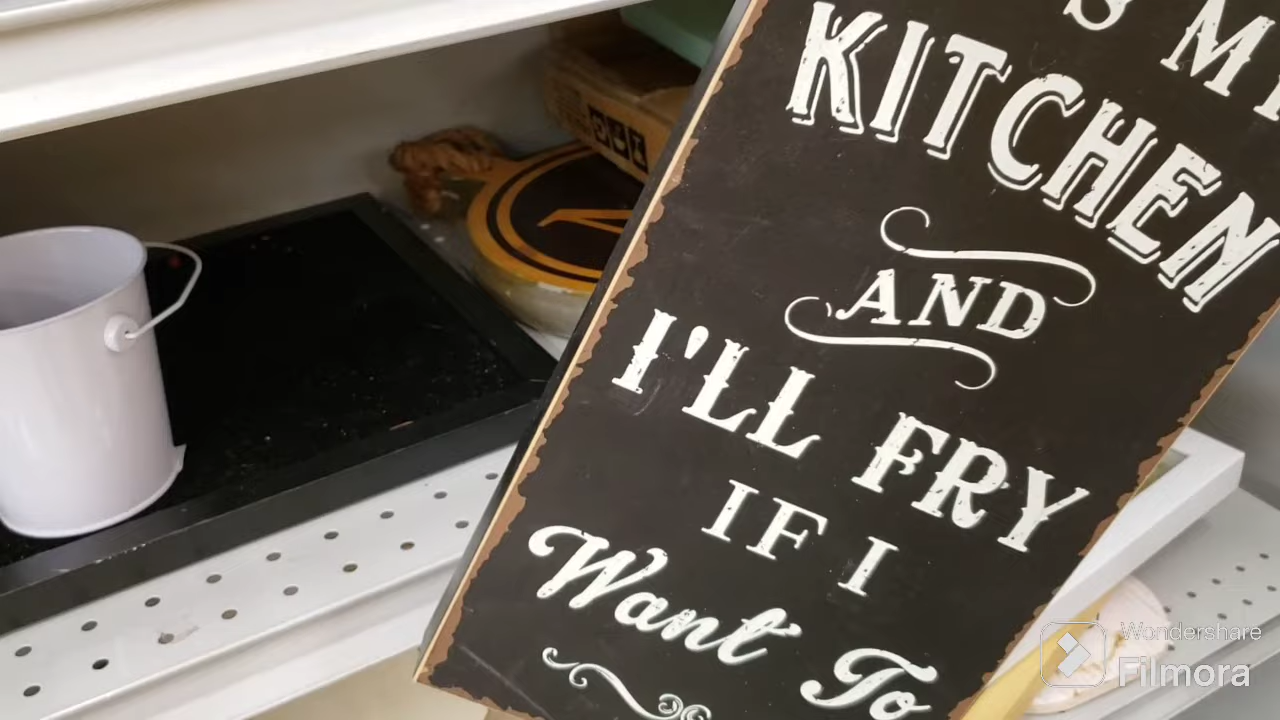 S M
KITCHEN
AND
I'LL FRY
IF I
Want To
Wondershare
Filmora